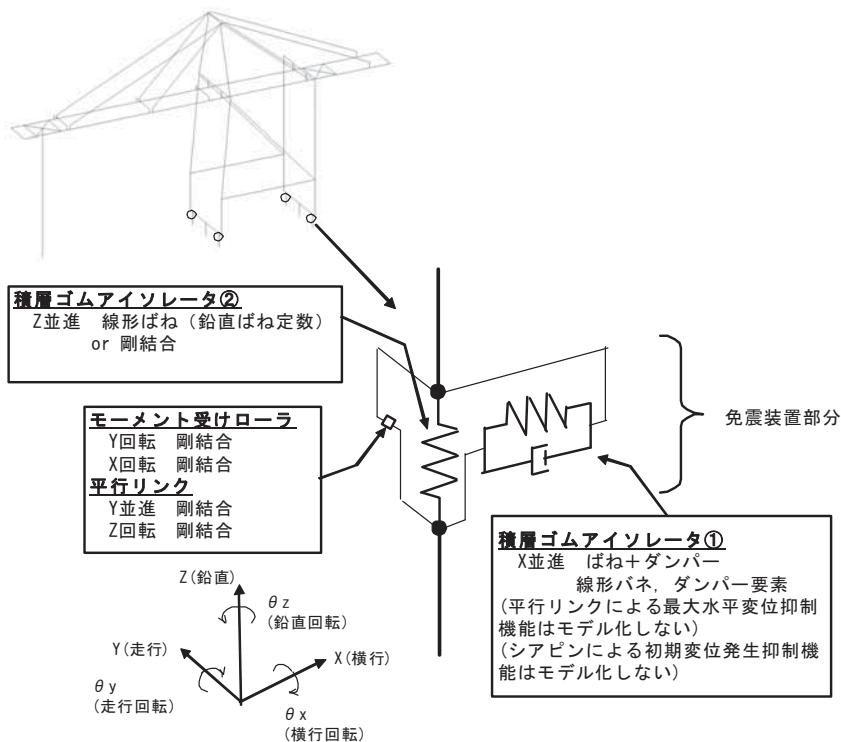 積層ゴムアイソレータ②
Z並進　線形ばね（鉛直ばね定数）
or 剛結合
モーメント受けローラ
Y回転　剛結合
X回転　剛結合
平行リンク
Y並進　剛結合
Z回転　剛結合
免震装置部分
積層ゴムアイソレータ①
X並進　ばね＋ダンパー
線形バネ，ダンパー要素
(平行リンクによる最大水平変位抑制
機能はモデル化しない)
(シアピンによる初期変位発生抑制機
能はモデル化しない)
Z(鉛直)
θz
(鉛直回転)
Y(走行)
X(横行)
θy
(走行回転)
θx
(横行回転)